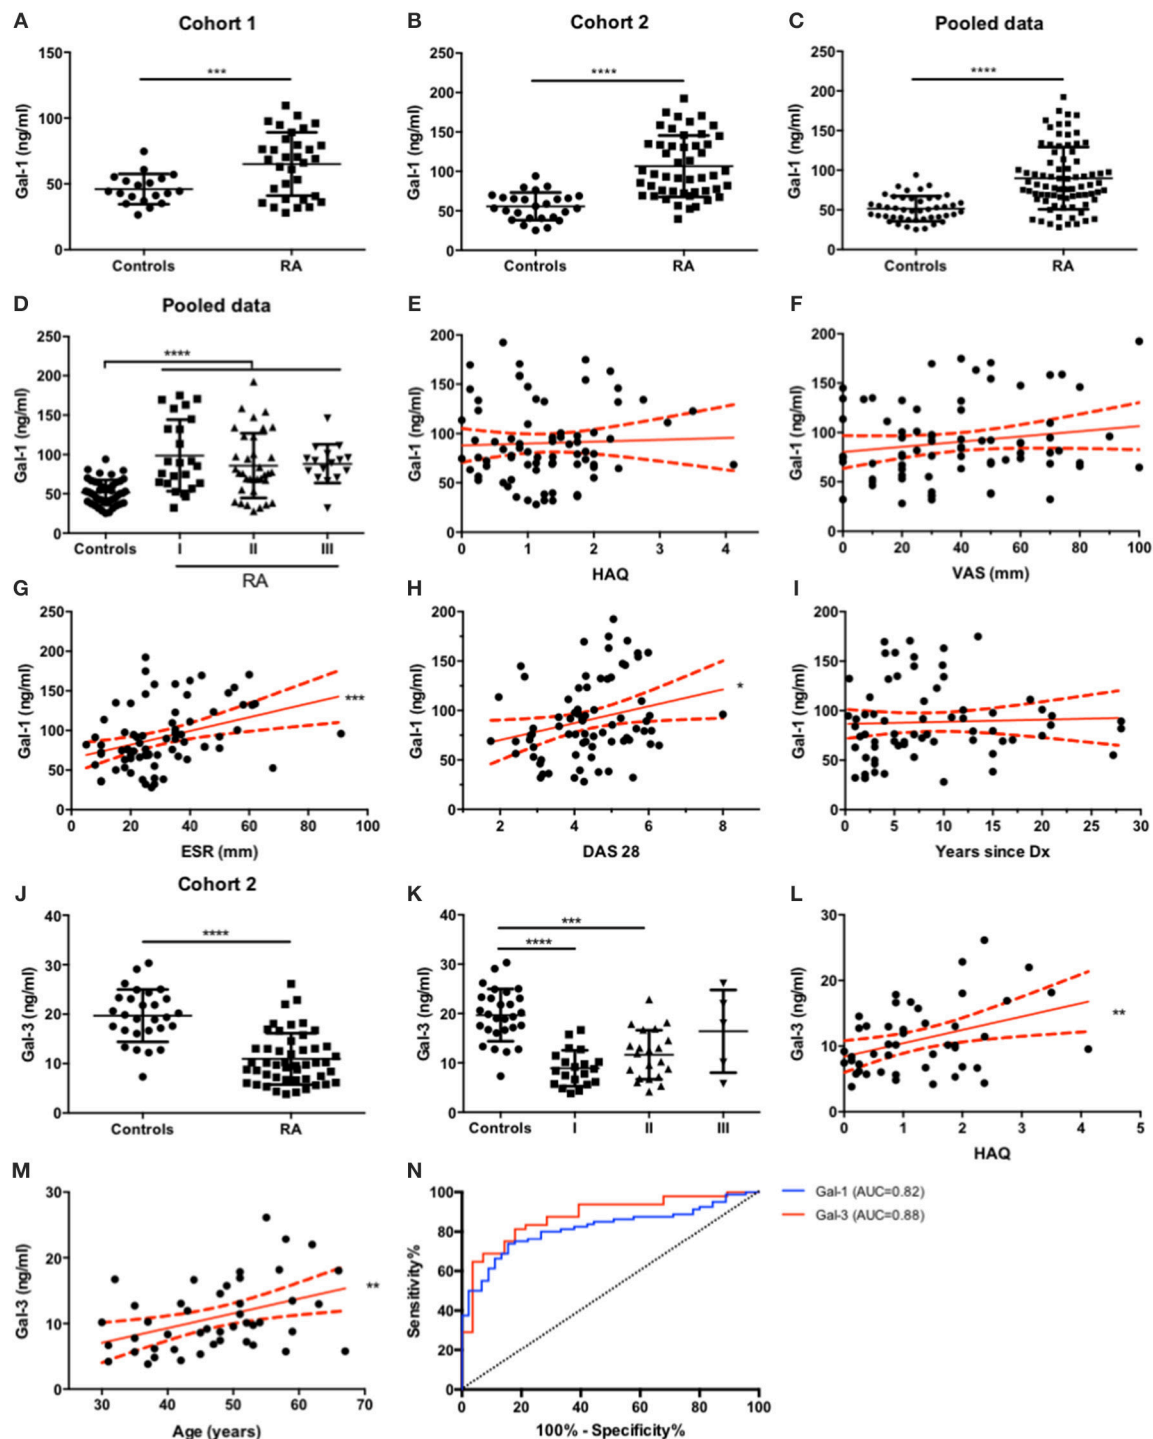 A
Cohort 1
150
100
50
0
Gal-1 (ng/ml)
***
Controls
RA
B
Cohort 2
250
200
150
100
50
0
Gal-1 (ng/ml)
****
Controls
RA
C
Pooled data
250
200
150
100
50
0
Gal-1 (ng/ml)
****
Controls
RA
D
Pooled data
250
200
150
100
50
0
Gal-1 (ng/ml)
****
Controls
I
II
III
RA
E
200
150
100
50
0
Gal-1 (ng/ml)
0
1
2
3
4
HAQ
F
200
150
100
50
0
Gal-1 (ng/ml)
0
20
40
60
80
100
VAS (mm)
G
250
200
150
100
50
0
Gal-1 (ng/ml)
***
0
20
40
60
80
100
ESR (mm)
H
200
150
100
50
0
Gal-1 (ng/ml)
*
2
4
6
8
DAS 28
I
200
150
100
50
0
Gal-1 (ng/ml)
0
5
10
15
20
25
30
Years since Dx
J
Cohort 2
40
30
20
10
0
Gal-3 (ng/ml)
****
Controls
RA
K
40
30
20
10
0
Gal-3 (ng/ml)
***
****
Controls
I
II
III
L
30
20
10
0
Gal-3 (ng/ml)
**
0
1
2
3
4
5
HAQ
M
30
20
10
0
Gal-3 (ng/ml)
**
30
40
50
60
70
Age (years)
N
100
80
60
40
20
0
Sensitivity%
0
20
40
60
80
100
100% - Specificity%
Gal-1 (AUC=0.82)
Gal-3 (AUC=0.88)